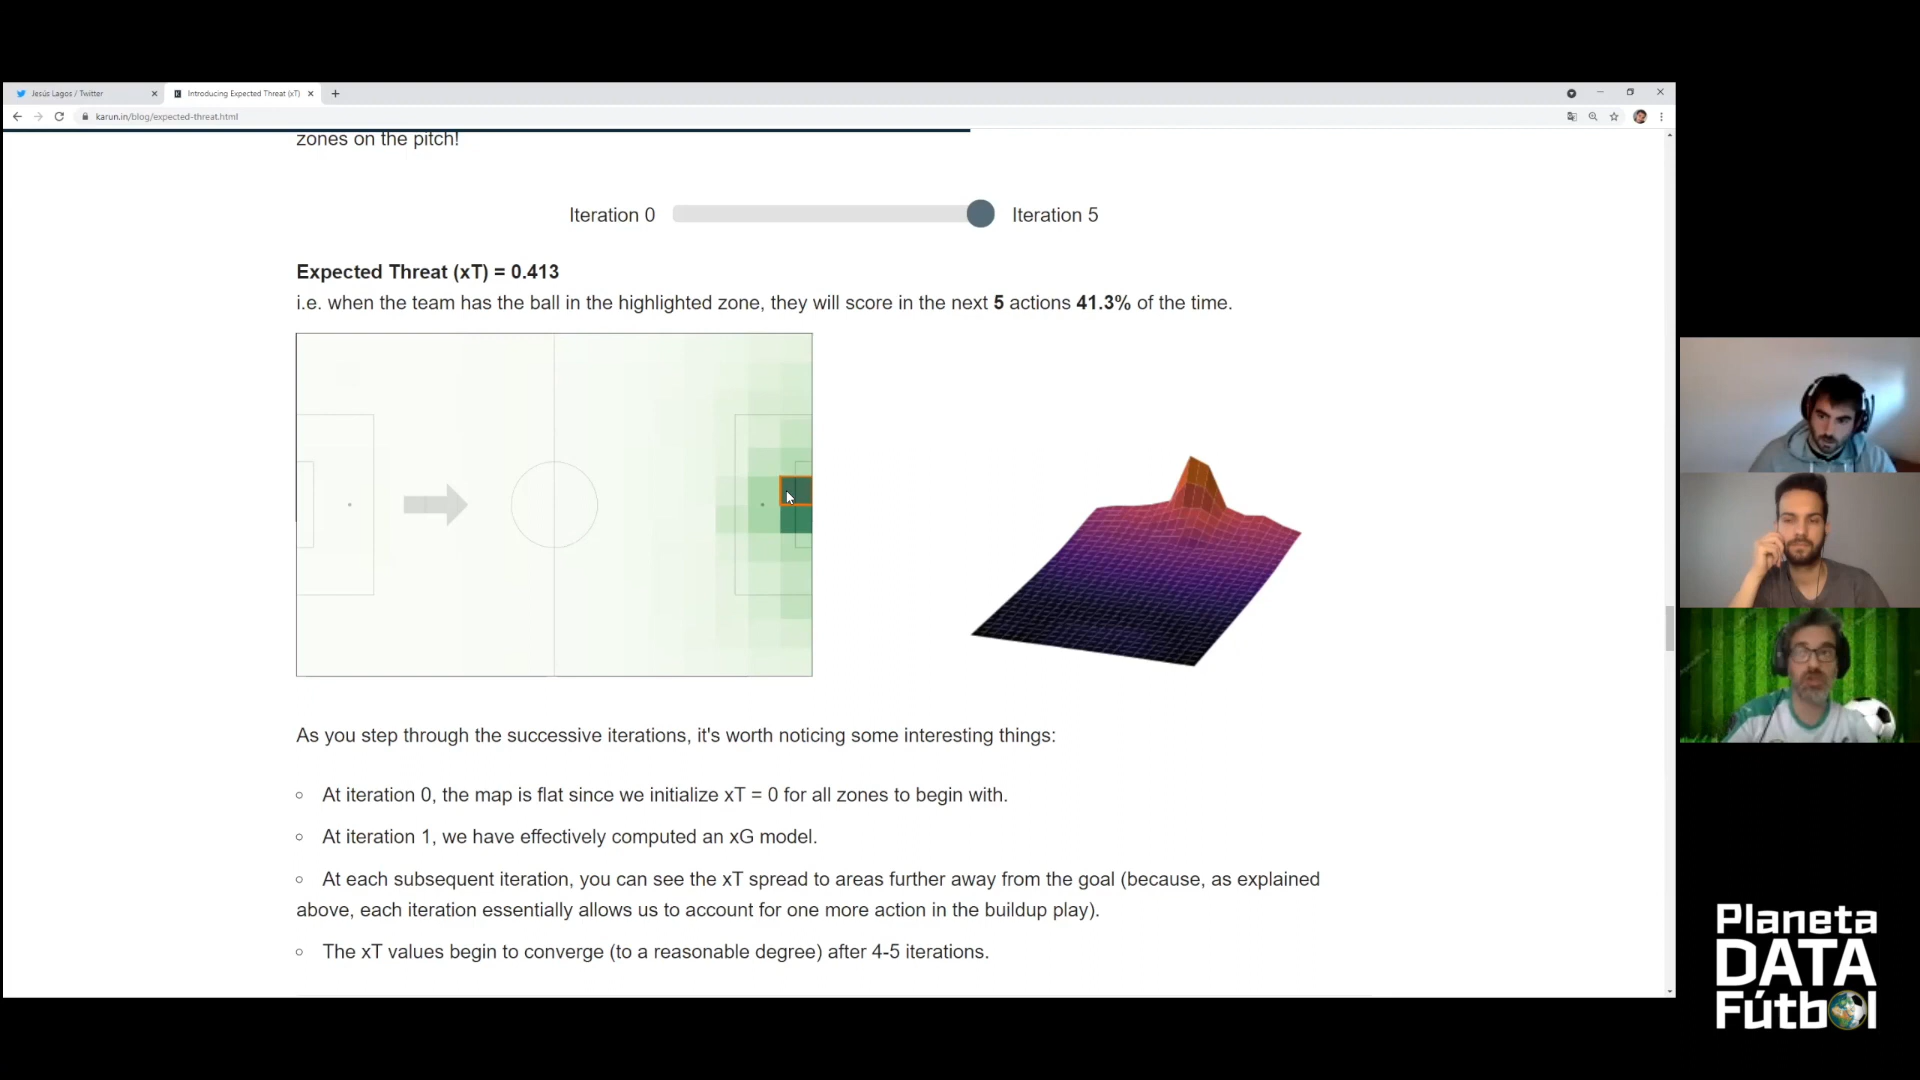 Jesús Lagos / Twitter
Introducing Expected Threat (xT)
karun.in/blog/expected-threat.html
zones on the pitch!
Iteration 0
Iteration 5
Expected Threat (xT) = 0.413
i.e. when the team has the ball in the highlighted zone, they will score in the next 5 actions 41.3% of the time.
As you step through the successive iterations, it's worth noticing some interesting things:
At iteration 0, the map is flat since we initialize xT = 0 for all zones to begin with.
At iteration 1, we have effectively computed an xG model.
At each subsequent iteration, you can see the xT spread to areas further away from the goal (because, as explained
above, each iteration essentially allows us to account for one more action in the buildup play).
The xT values begin to converge (to a reasonable degree) after 4-5 iterations.
Planeta
DATA
Fútbol